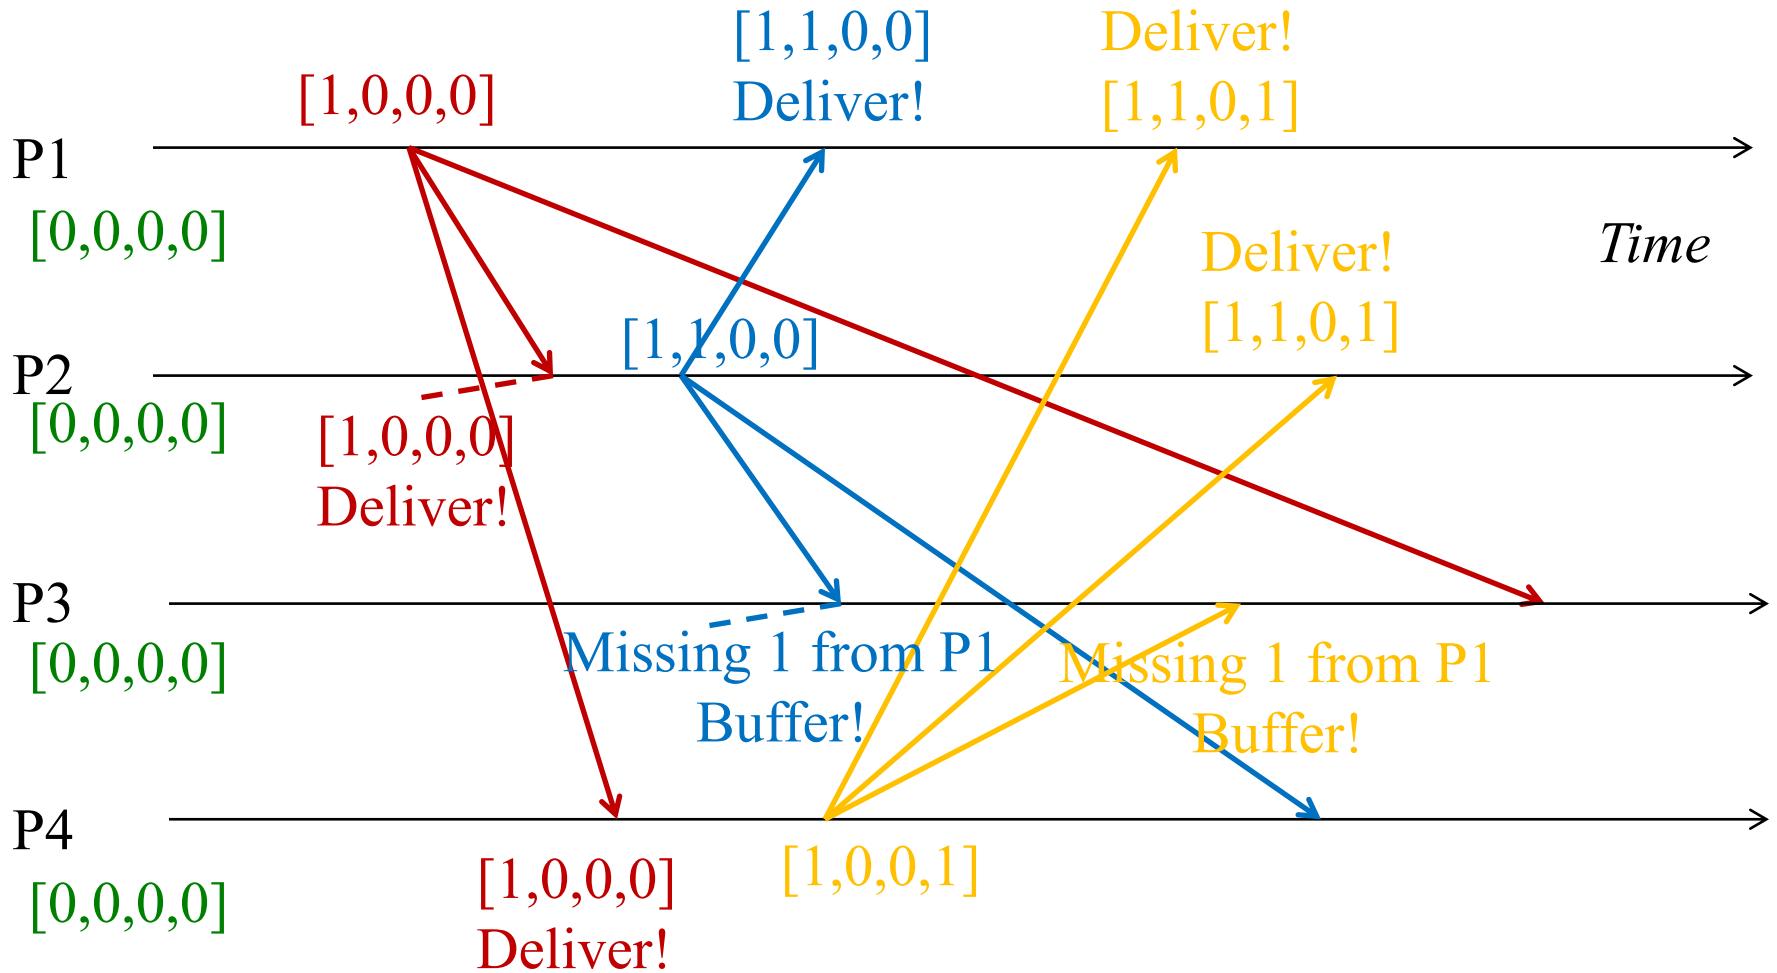 [1,1,0,0]
Deliver!
Deliver!
[1,1,0,1]
[1,0,0,0]
P1
[0,0,0,0]
Time
Deliver!
[1,1,0,1]
[1,1,0,0]
P2
[0,0,0,0]
[1,0,0,0]
Deliver!
P3
[0,0,0,0]
Missing 1 from P1
Buffer!
Missing 1 from P1
Buffer!
P4
[0,0,0,0]
[1,0,0,0]
Deliver!
[1,0,0,1]